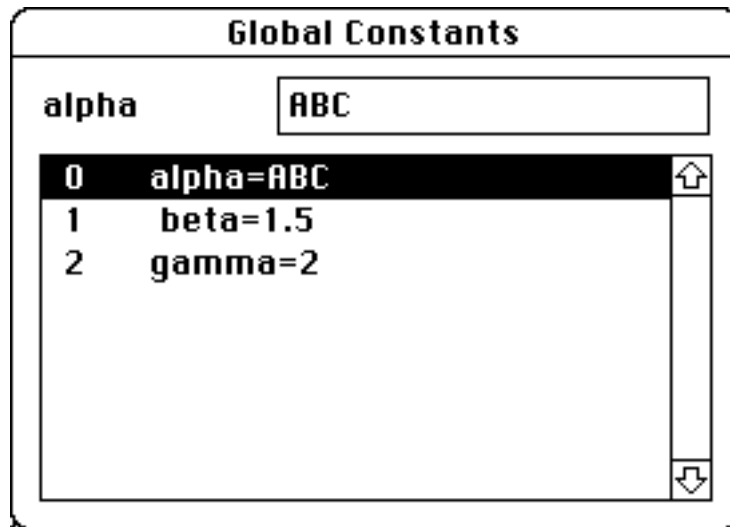 Global Constants
alpha ABC
0 alpha=ABC
1 beta=1.5
2 gamma=2